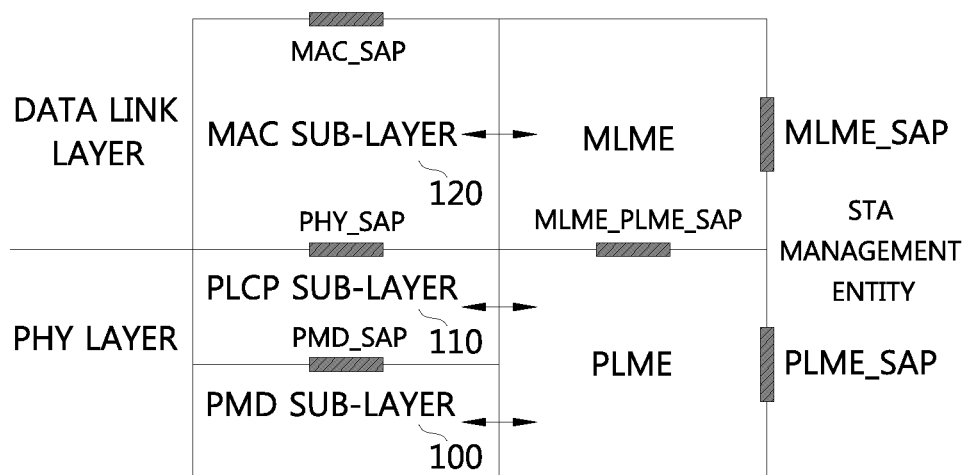 MAC_SAP
DATA LINK
LAYER
MAC SUB-LAYER
120
MLME
MLME_SAP
PHY_SAP
MLME_PLME_SAP
STA
MANAGEMENT
ENTITY
PHY LAYER
PLCP SUB-LAYER
110
PMD_SAP
PMD SUB-LAYER
100
PLME
PLME_SAP